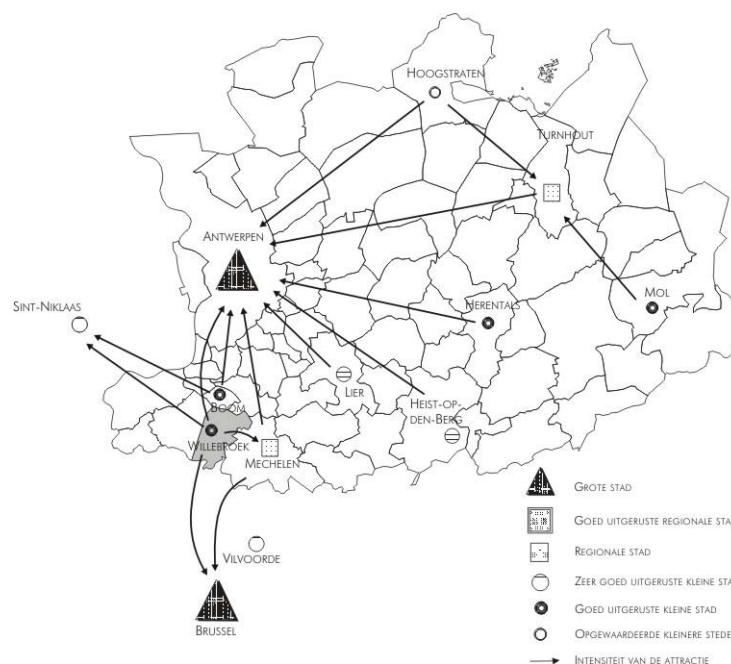 HOOGSTRATEN
TURNHOUT
ANTWERPEN
MOL
SINT-NIKLAAS
HERENTALS
LIER
HEIST-OP-
DEN-BERG
BOOM
WILLEBROEK
MECHELEN
VILVOORDE
BRUSSEL
GROTE STAD
GOED UITGERUSTE REGIONALE STA
REGIONALE STAD
ZEER GOED UITGERUSTE KLEINE STA
GOED UITGERUSTE KLEINE STAD
OPGEWAARDEERDE KLEINERE STEDE
INTENSITEIT VAN DE ATTRACTIE